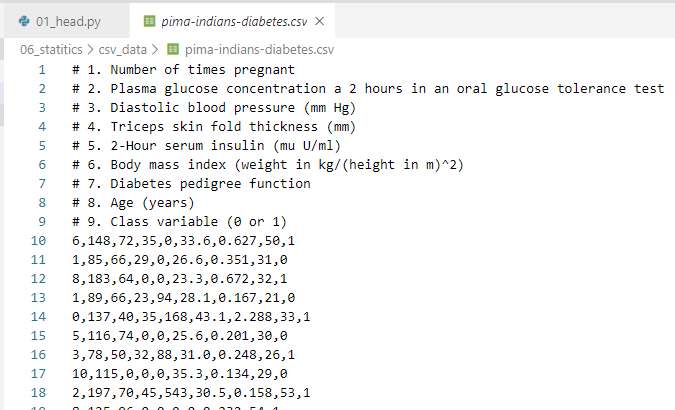 01_head.py pima-indians-diabetes.csv
06_statitics > csv_data > pima-indians-diabetes.csv
1 # 1. Number of times pregnant
2 # 2. Plasma glucose concentration a 2 hours in an oral glucose tolerance test
3 # 3. Diastolic blood pressure (mm Hg)
4 # 4. Triceps skin fold thickness (mm)
5 # 5. 2-Hour serum insulin (mu U/ml)
6 # 6. Body mass index (weight in kg/(height in m)^2)
7 # 7. Diabetes pedigree function
8 # 8. Age (years)
9 # 9. Class variable (0 or 1)
10 6,148,72,35,0,33.6,0.627,50,1
11 1,85,66,29,0,26.6,0.351,31,0
12 8,183,64,0,0,23.3,0.672,32,1
13 1,89,66,23,94,28.1,0.167,21,0
14 0,137,40,35,168,43.1,2.288,33,1
15 5,116,74,0,0,25.6,0.201,30,0
16 3,78,50,32,88,31.0,0.248,26,1
17 10,115,0,0,0,35.3,0.134,29,0
18 2,197,70,45,543,30.5,0.158,53,1